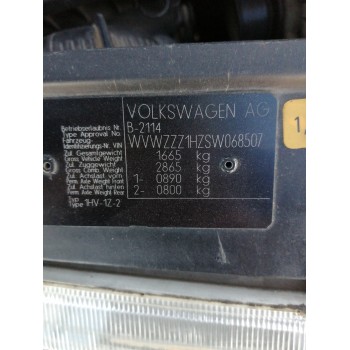 VOLKSWAGEN AG
Betriebserlaubnis Nr. B-2114
Type Approval No
Fahrzeug-
Identifizierungs-Nr. VIN WVWZZZ1HZSW068507
Zul. Gesamtgewicht 1665 kg
Gross Vehicle Weight
Zul. Zuggewicht 2865 kg
Gross Comb. Weight
Zul. Achslast vorn 1- 0890 kg
Perm. Axle Weight Front
Zul. Achslast hinten 2- 0800 kg
Perm. Axle Weight Rear
Typ 1HV-1Z-2
Type